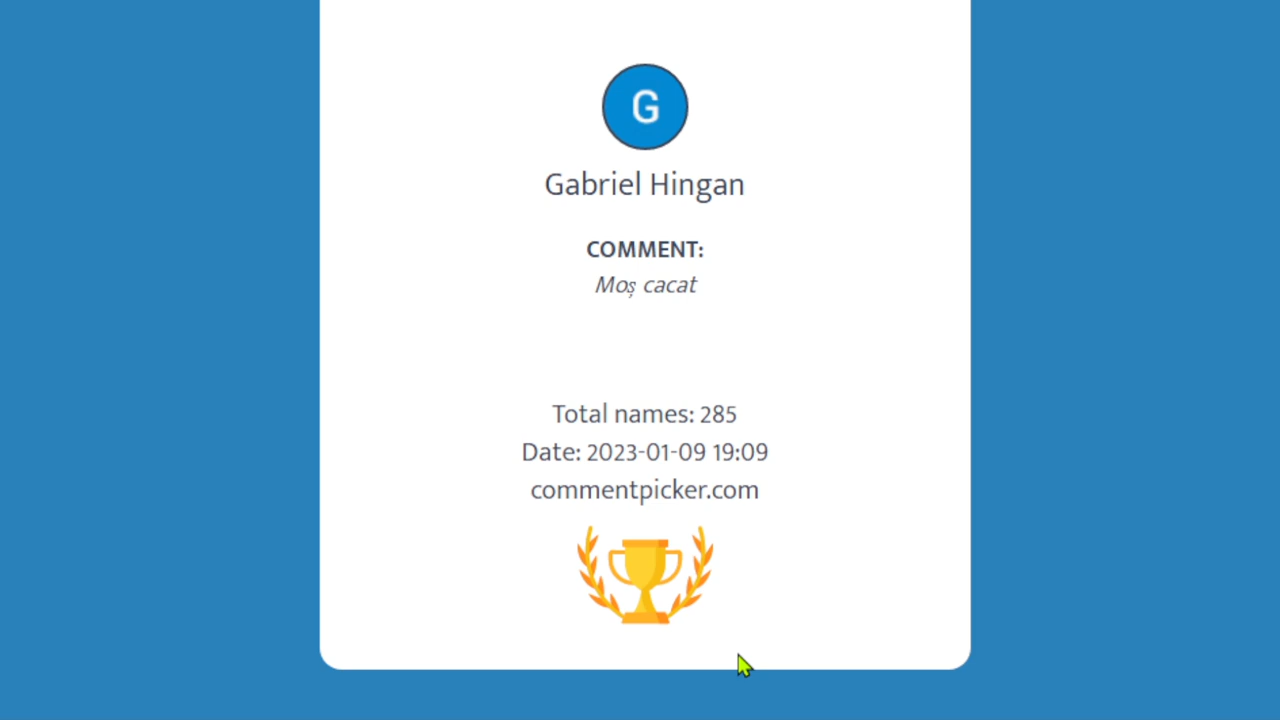 G
Gabriel Hingan
COMMENT:
Moș cacat
Total names: 285
Date: 2023-01-09 19:09
commentpicker.com